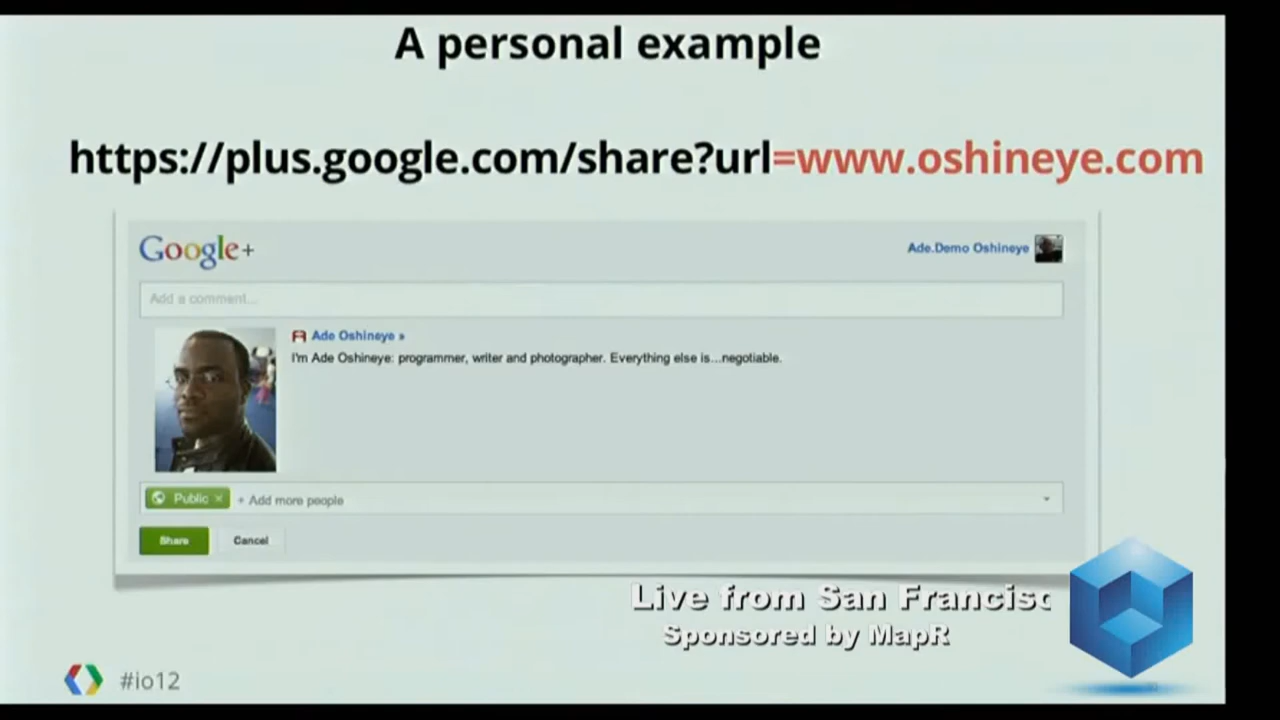 A personal example
https://plus.google.com/share?url=www.oshineye.com
Google+
Ade.Demo Oshineye
Add a comment...
Ade Oshineye »
I'm Ade Oshineye: programmer, writer and photographer. Everything else is...negotiable.
Public ×
+ Add more people
Share
Cancel
Live from San Francisc
Sponsored by MapR
#io12